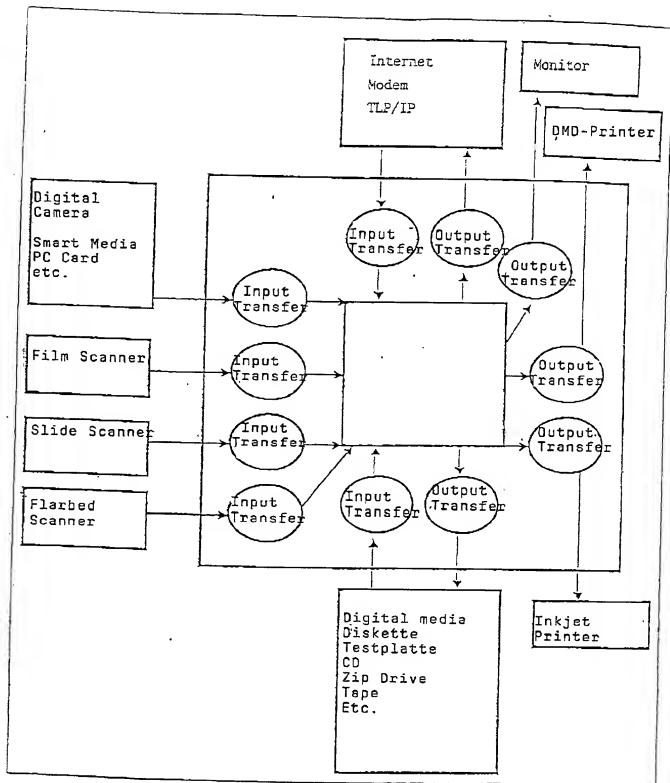 Internet
Modem
TLP/IP
Monitor
DMD-Printer
Digital
Camera
Smart Media
PC Card
etc.
Input
Transfer
Output
Transfer
Output
Transfer
Input
Transfer
Film Scanner
Input
Transfer
Output
Transfer
Slide Scanner
Input
Transfer
Output
Transfer
Flarbed
Scanner
Input
Transfer
Input
Transfer
Output
Transfer
Digital media
Diskette
Testplatte
CD
Zip Drive
Tape
Etc.
Inkjet
Printer